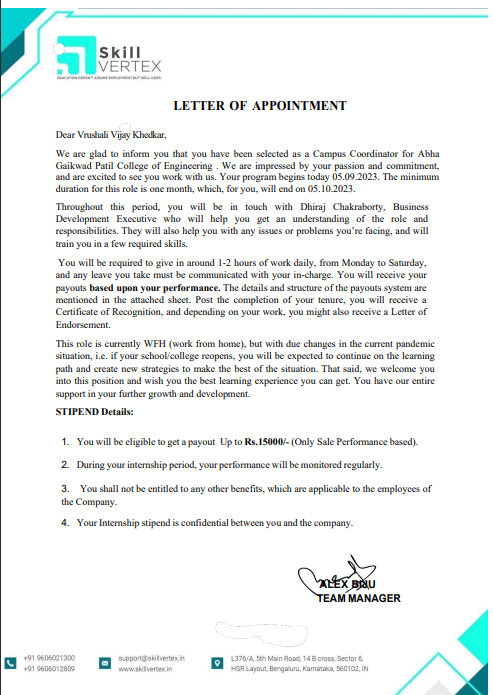 Skill
VERTEX
EDUCATION DOESN'T ASSURE EMPLOYMENT BUT SKILL DOES
LETTER OF APPOINTMENT
Dear Vrushali Vijay Khedkar,
We are glad to inform you that you have been selected as a Campus Coordinator for Abha
Gaikwad Patil College of Engineering . We are impressed by your passion and commitment,
and are excited to see you work with us. Your program begins today 05.09.2023. The minimum
duration for this role is one month, which, for you, will end on 05.10.2023.
Throughout this period, you will be in touch with Dhiraj Chakraborty, Business
Development Executive who will help you get an understanding of the role and
responsibilities. They will also help you with any issues or problems you're facing, and will
train you in a few required skills.
You will be required to give in around 1-2 hours of work daily, from Monday to Saturday,
and any leave you take must be communicated with your in-charge. You will receive your
payouts based upon your performance. The details and structure of the payouts system are
mentioned in the attached sheet. Post the completion of your tenure, you will receive a
Certificate of Recognition, and depending on your work, you might also receive a Letter of
Endorsement.
This role is currently WFH (work from home), but with due changes in the current pandemic
situation, i.e. if your school/college reopens, you will be expected to continue on the learning
path and create new strategies to make the best of the situation. That said, we welcome you
into this position and wish you the best learning experience you can get. You have our entire
support in your further growth and development.
STIPEND Details:
1. You will be eligible to get a payout Up to Rs.15000/- (Only Sale Performance based).
2. During your internship period, your performance will be monitored regularly.
3. You shall not be entitled to any other benefits, which are applicable to the employees of
the Company.
4. Your Internship stipend is confidential between you and the company.
ALEX BIJU
TEAM MANAGER
+91 9606021300
+91 9606012809
support@skillvertex.in
www.skillvertex.in
L376/A, 5th Main Road, 14 B cross, Sector 6,
HSR Layout, Bengaluru, Karnataka, 560102, IN